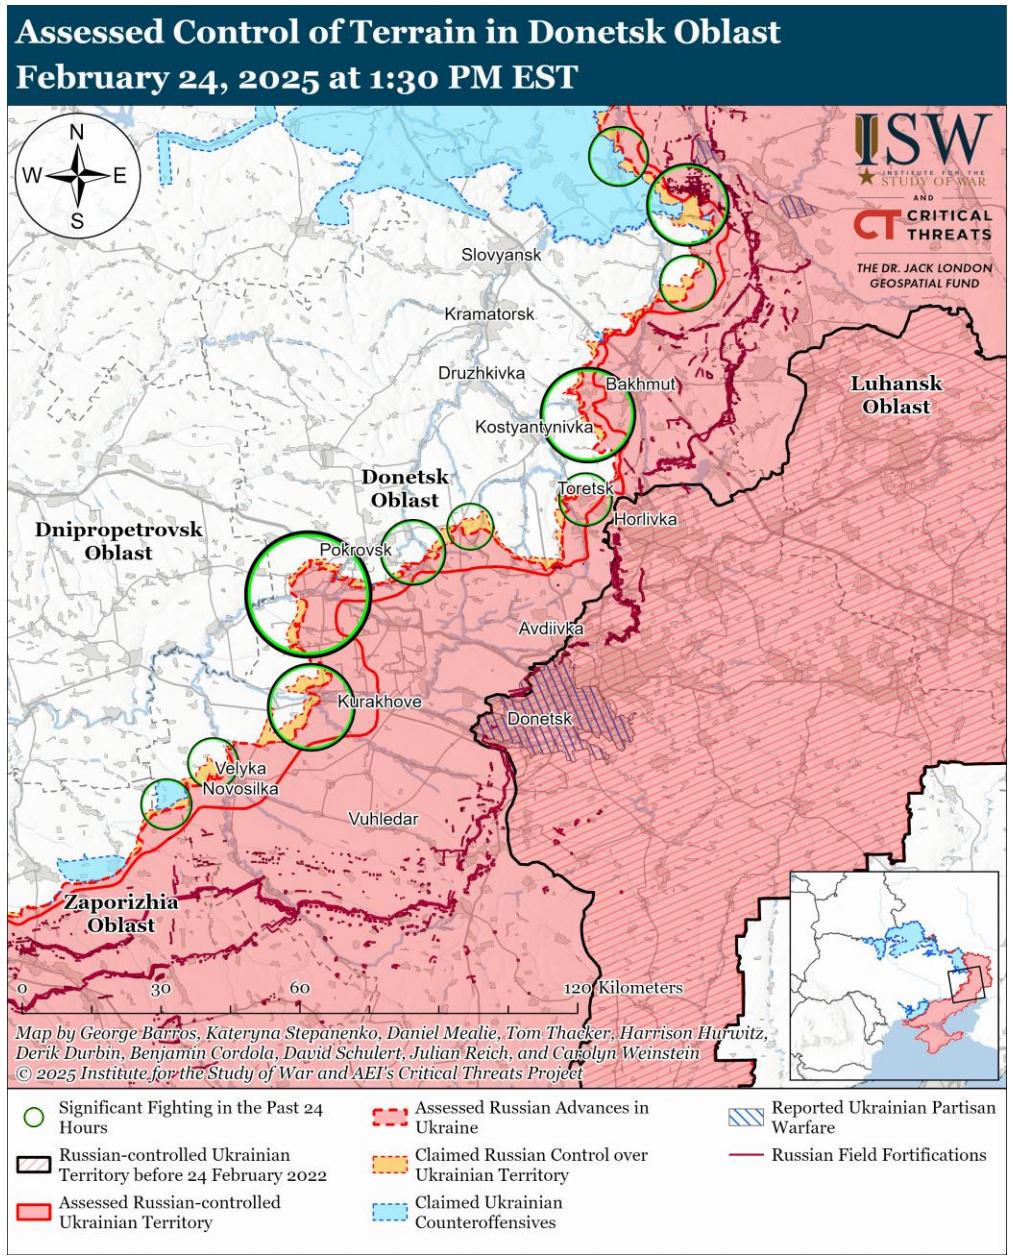 Assessed Control of Terrain in Donetsk Oblast
February 24, 2025 at 1:30 PM EST
N
W
E
S
ISW
INSTITUTE FOR THE
STUDY OF WAR
AND
CT CRITICAL
THREATS
THE DR. JACK LONDON
GEOSPATIAL FUND
Slovyansk
Kramatorsk
Druzhkivka
Bakhmut
Luhansk
Oblast
Kostyantynivka
Donetsk
Oblast
Toretsk
Horlivka
Dnipropetrovsk
Oblast
Pokrovsk
Avdiivka
Kurakhove
Donetsk
Velyka
Novosilka
Vuhledar
Zaporizhia
Oblast
0 30 60 120 Kilometers
Map by George Barros, Kateryna Stepanenko, Daniel Mealie, Tom Thacker, Harrison Hurwitz,
Derik Durbin, Benjamin Cordola, David Schulert, Julian Reich, and Carolyn Weinstein
© 2025 Institute for the Study of War and AEI's Critical Threats Project
Significant Fighting in the Past 24
Hours
Russian-controlled Ukrainian
Territory before 24 February 2022
Assessed Russian-controlled
Ukrainian Territory
Assessed Russian Advances in
Ukraine
Claimed Russian Control over
Ukrainian Territory
Claimed Ukrainian
Counteroffensives
Reported Ukrainian Partisan
Warfare
Russian Field Fortifications